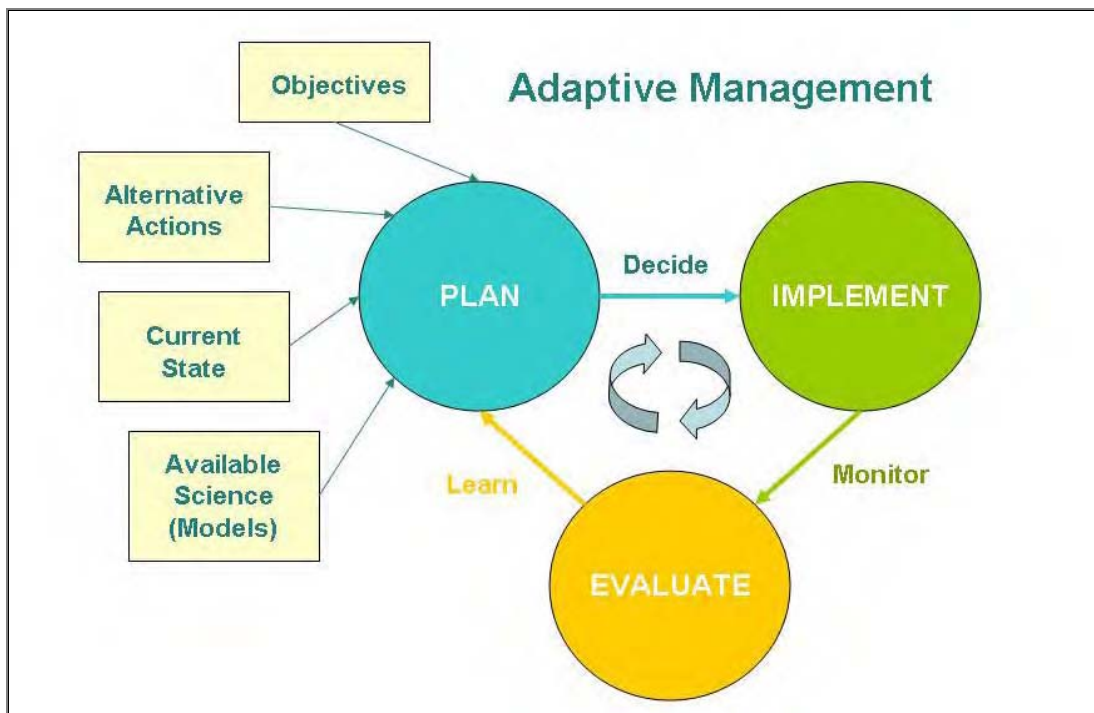 Adaptive Management
Objectives
Alternative
Actions
Current
State
Available
Science
(Models)
PLAN
Decide
IMPLEMENT
Monitor
EVALUATE
Learn